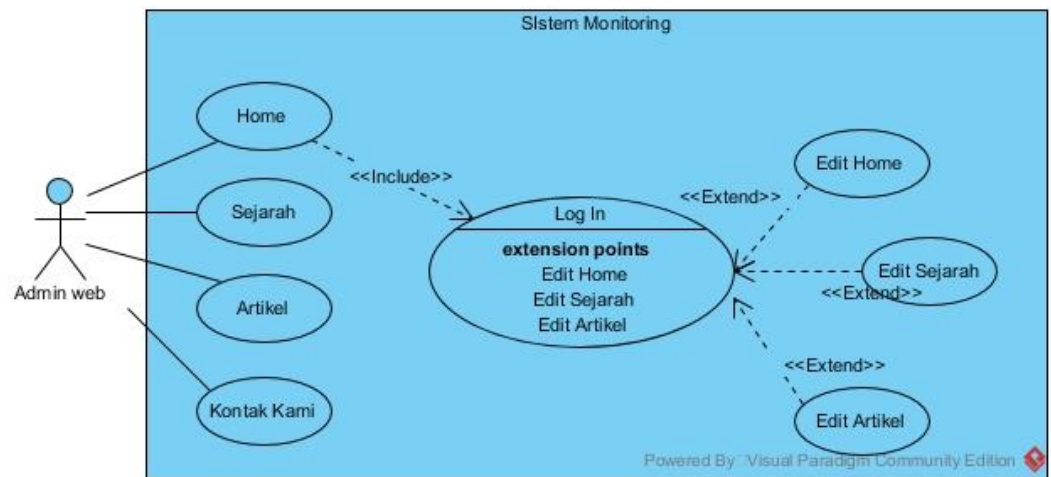 SIstem Monitoring
Home
<<Include>>
Edit Home
<<Extend>>
Sejarah
Log In
extension points
Edit Home
Edit Sejarah
Edit Artikel
Edit Sejarah
<<Extend>>
Admin web
Artikel
<<Extend>>
Kontak Kami
Edit Artikel
Powered By Visual Paradigm Community Edition